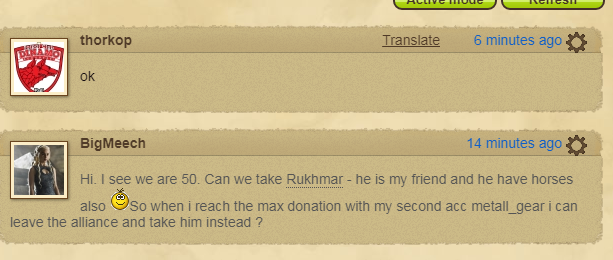 Active mode Refresh
thorkop Translate 6 minutes ago
DINAMO
ok
BigMeech 14 minutes ago
Hi. I see we are 50. Can we take Rukhmar - he is my friend and he have horses
also So when i reach the max donation with my second acc metall_gear i can
leave the alliance and take him instead ?